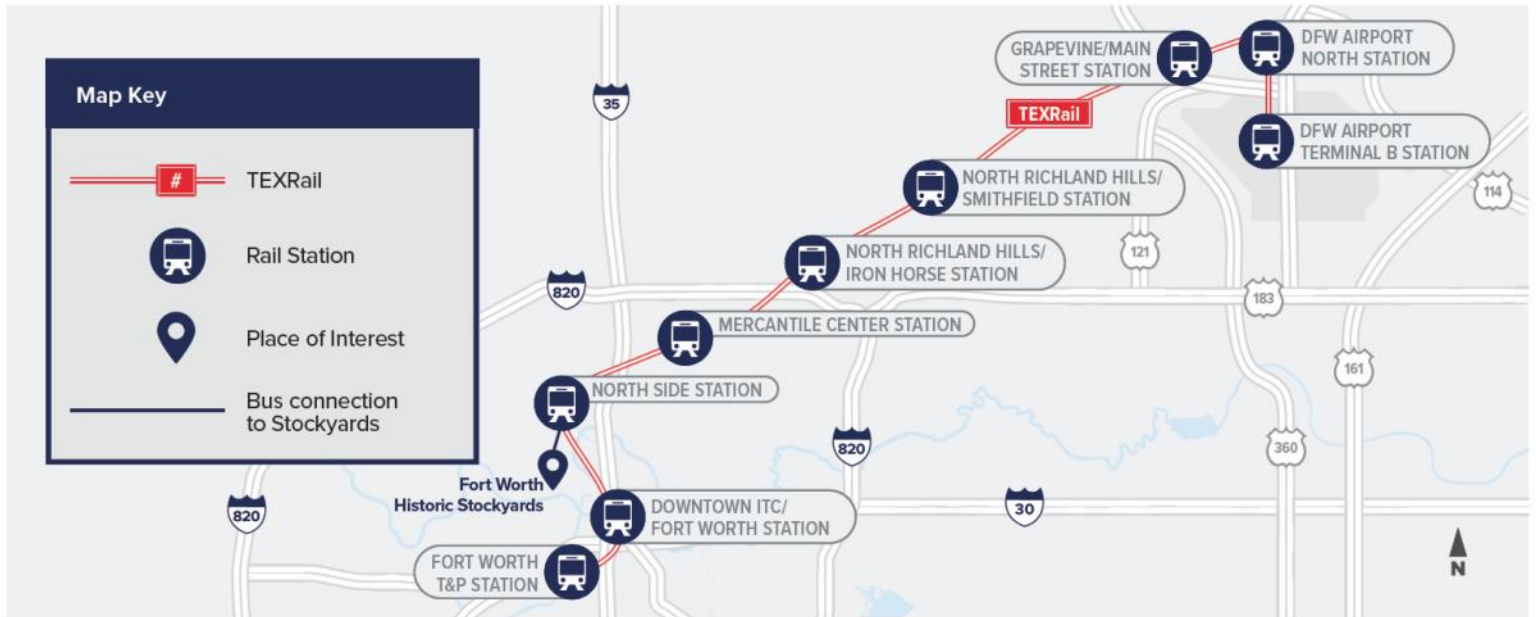 Map Key
#
TEXRail
Rail Station
Place of Interest
Bus connection
to Stockyards
35
GRAPEVINE/MAIN
STREET STATION
DFW AIRPORT
NORTH STATION
TEXRail
DFW AIRPORT
TERMINAL B STATION
NORTH RICHLAND HILLS/
SMITHFIELD STATION
114
NORTH RICHLAND HILLS/
IRON HORSE STATION
121
820
183
MERCANTILE CENTER STATION
161
NORTH SIDE STATION
820
360
Fort Worth
Historic Stockyards
820
DOWNTOWN ITC/
FORT WORTH STATION
30
FORT WORTH
T&P STATION
N